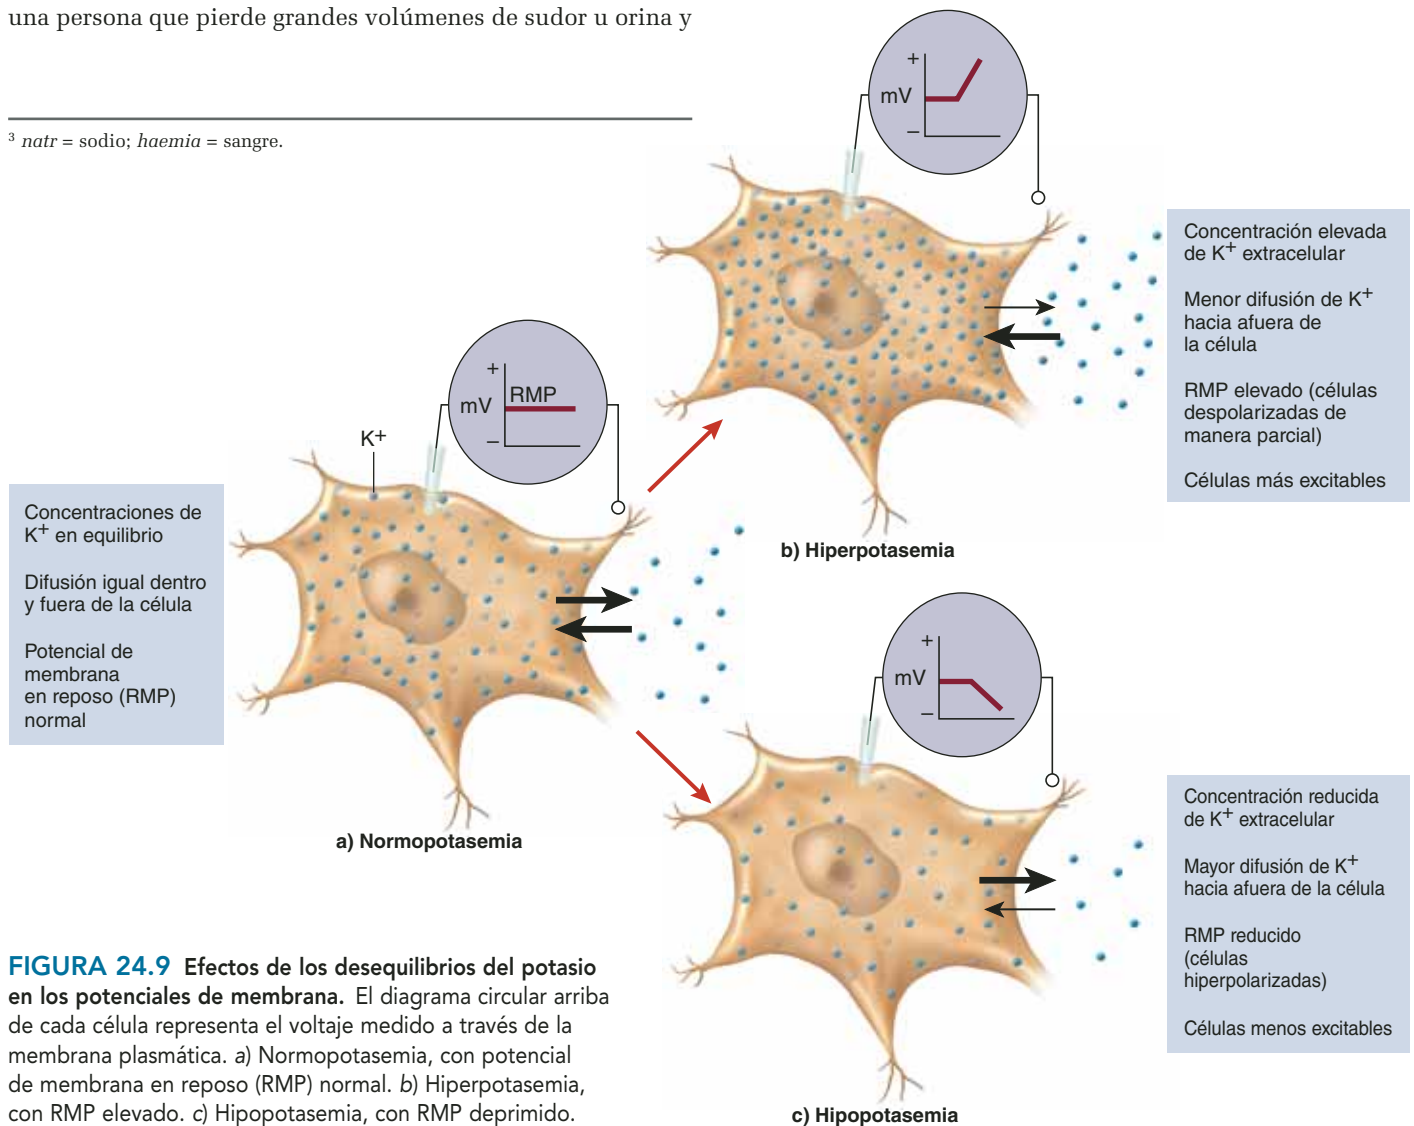 una persona que pierde grandes volúmenes de sudor u orina y
³ natr = sodio; haemia = sangre.
+
mV
–
Concentración elevada
de K+ extracelular
Menor difusión de K+
hacia afuera de
la célula
RMP elevado (células
despolarizadas de
manera parcial)
Células más excitables
b) Hiperpotasemia
+
mV
RMP
–
K+
Concentraciones de
K+ en equilibrio
Difusión igual dentro
y fuera de la célula
Potencial de
membrana
en reposo (RMP)
normal
a) Normopotasemia
+
mV
–
Concentración reducida
de K+ extracelular
Mayor difusión de K+
hacia afuera de la célula
RMP reducido
(células
hiperpolarizadas)
Células menos excitables
c) Hipopotasemia
FIGURA 24.9 Efectos de los desequilibrios del potasio
en los potenciales de membrana. El diagrama circular arriba
de cada célula representa el voltaje medido a través de la
membrana plasmática. a) Normopotasemia, con potencial
de membrana en reposo (RMP) normal. b) Hiperpotasemia,
con RMP elevado. c) Hipopotasemia, con RMP deprimido.